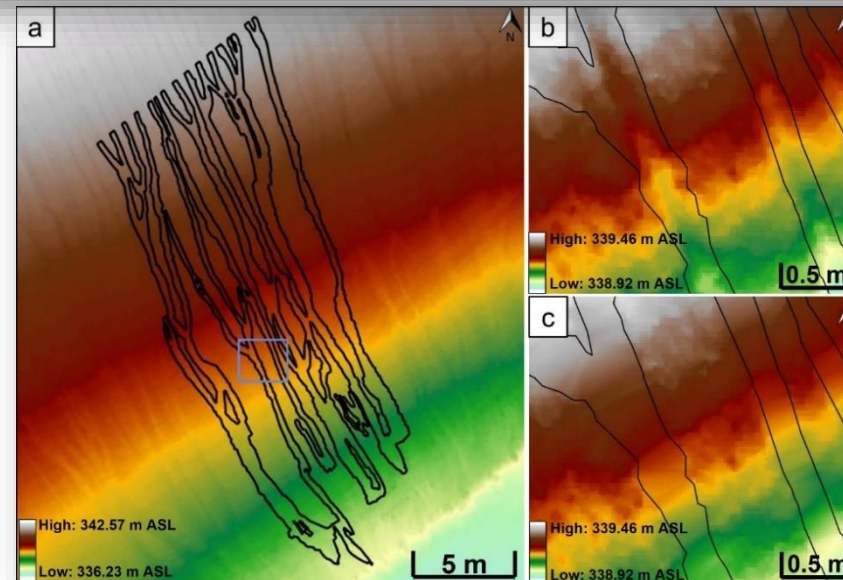 a
N
High: 342.57 m ASL
Low: 336.23 m ASL
5 m
b
High: 339.46 m ASL
Low: 338.92 m ASL
0.5 m
c
High: 339.46 m ASL
Low: 338.92 m ASL
0.5 m